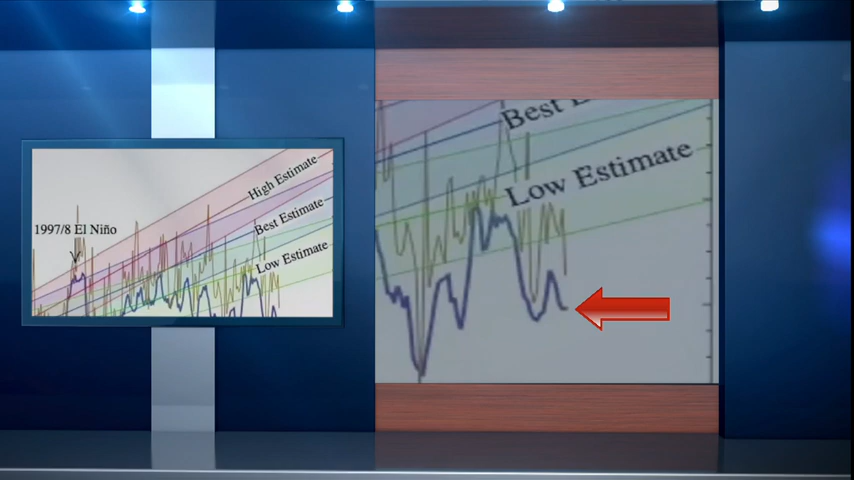 High Estimate
1997/8 El Niño
Best Estimate
Low Estimate
Best
Low Estimate